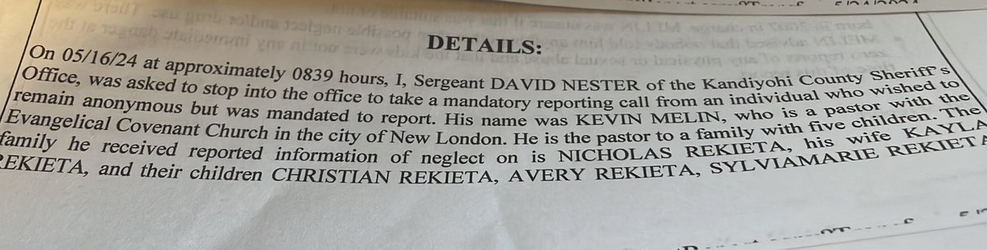 DETAILS:
On 05/16/24 at approximately 0839 hours, I, Sergeant DAVID NESTER of the Kandiyohi County Sheriff's
Office, was asked to stop into the office to take a mandatory reporting call from an individual who wished to
remain anonymous but was mandated to report. His name was KEVIN MELIN, who is a pastor with the
Evangelical Covenant Church in the city of New London. He is the pastor to a family with five children. The
family he received reported information of neglect on is NICHOLAS REKIETA, his wife KAYLA
REKIETA, and their children CHRISTIAN REKIETA, AVERY REKIETA, SYLVIAMARIE REKIETA